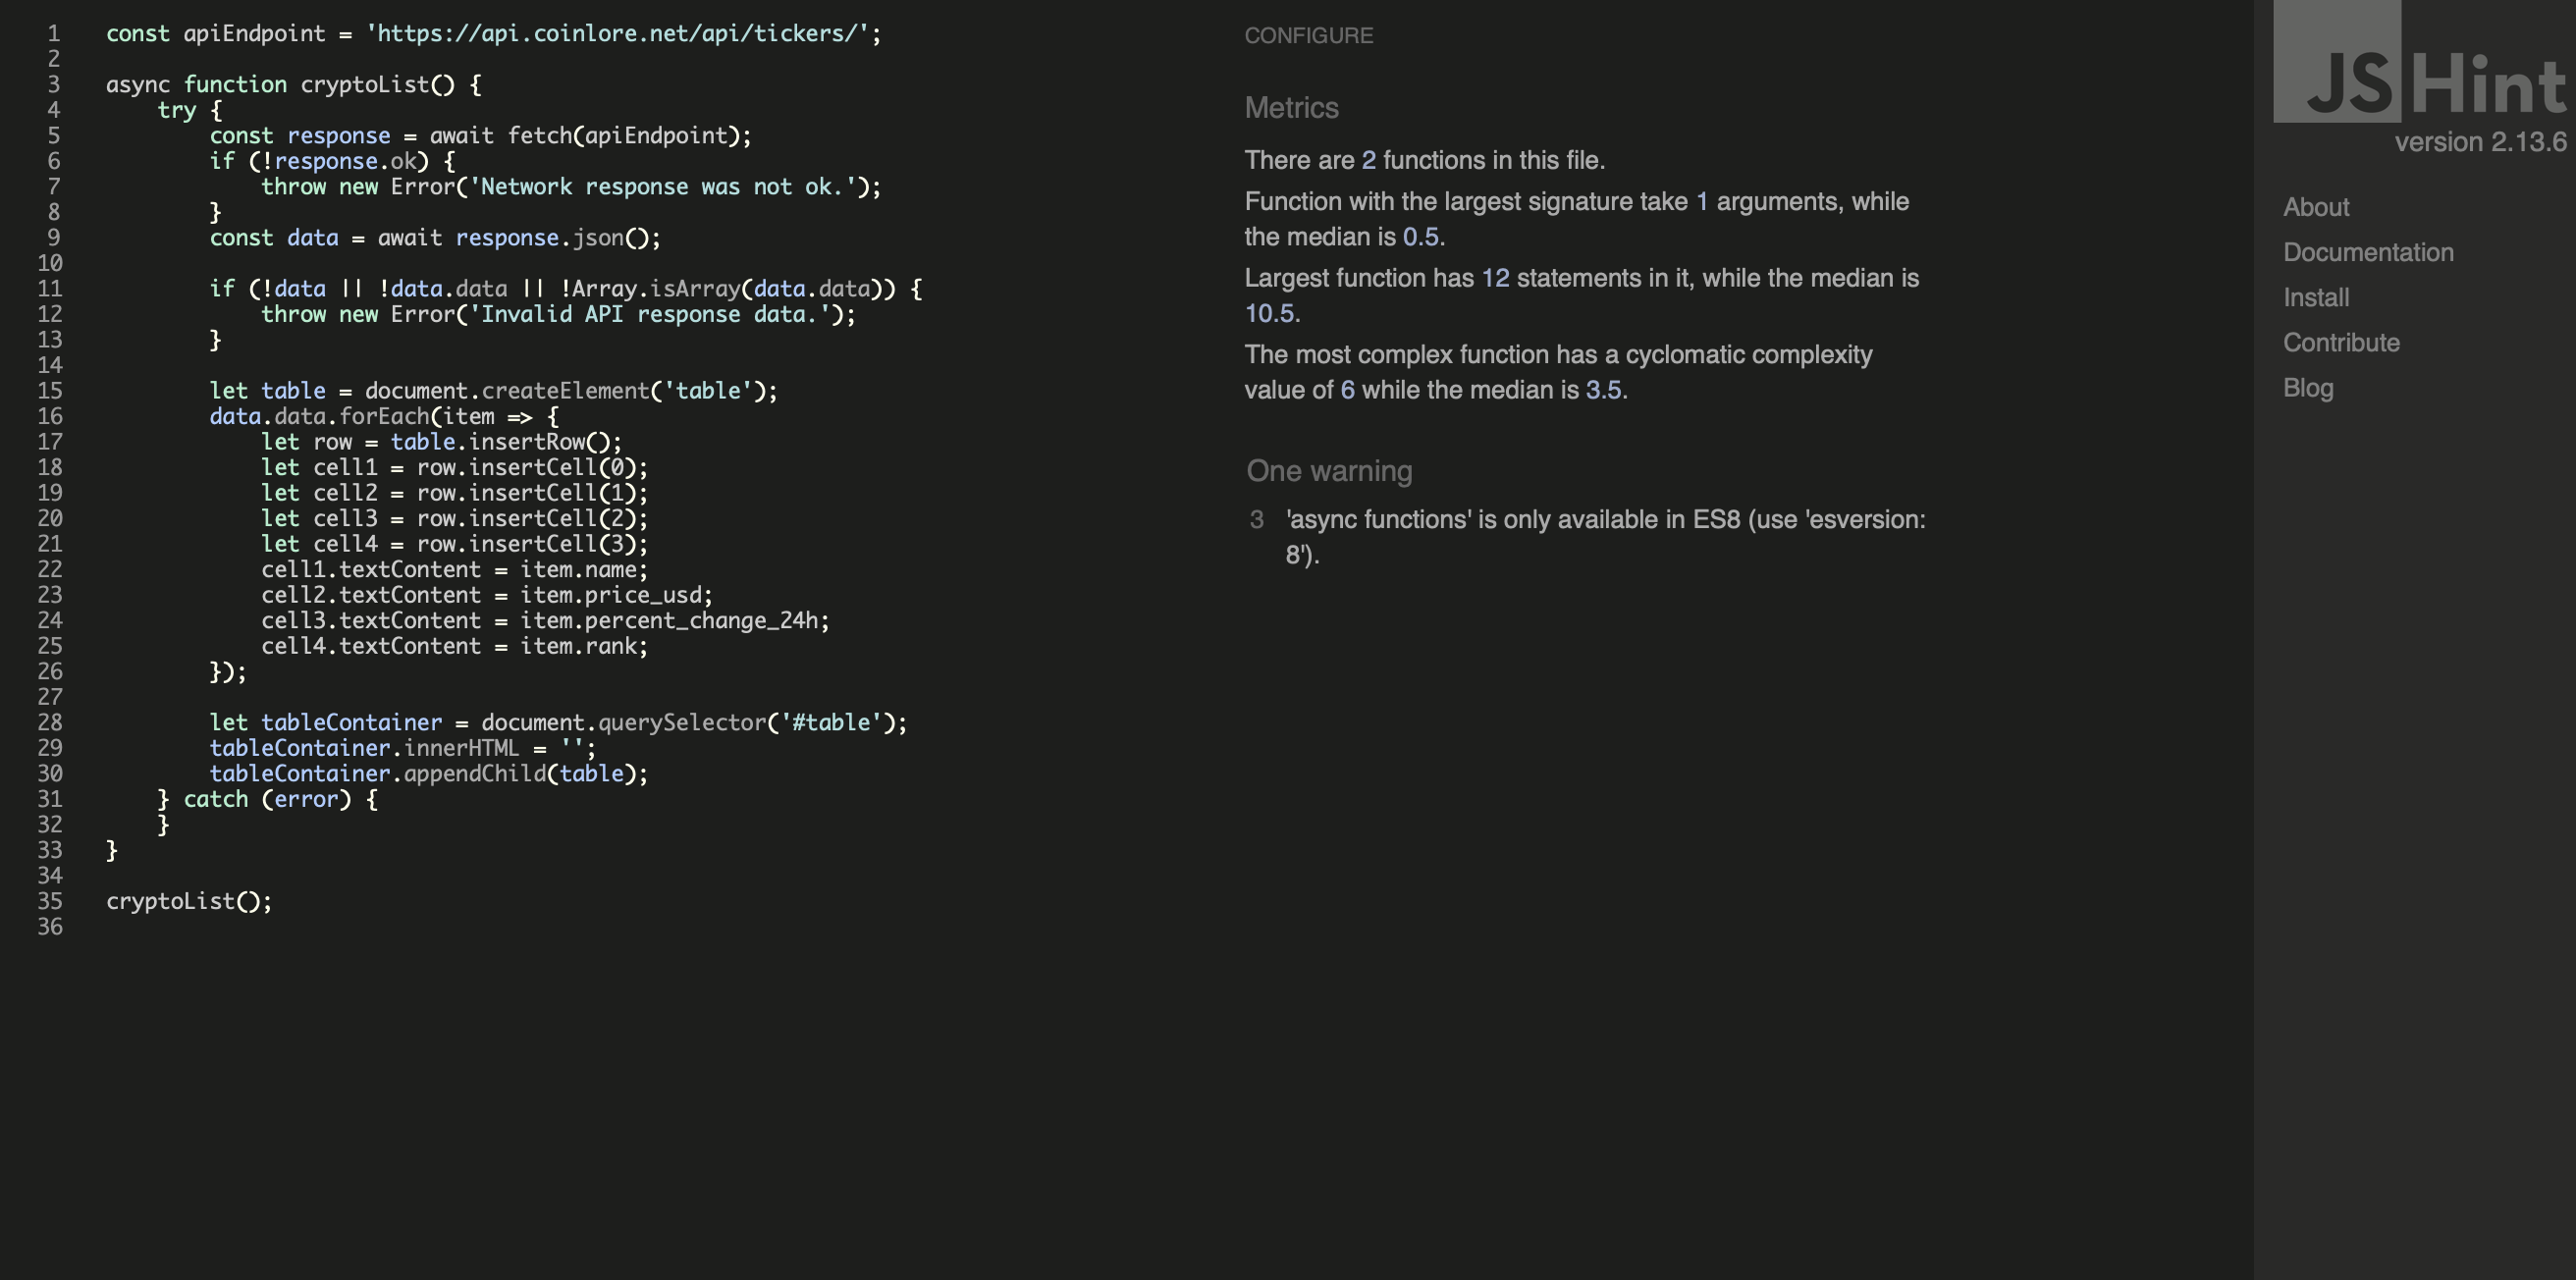 1 const apiEndpoint = 'https://api.coinlore.net/api/tickers/';
2
3 async function cryptoList() {
4 try {
5 const response = await fetch(apiEndpoint);
6 if (!response.ok) {
7 throw new Error('Network response was not ok.');
8 }
9 const data = await response.json();
10
11 if (!data || !data.data || !Array.isArray(data.data)) {
12 throw new Error('Invalid API response data.');
13 }
14
15 let table = document.createElement('table');
16 data.data.forEach(item => {
17 let row = table.insertRow();
18 let cell1 = row.insertCell(0);
19 let cell2 = row.insertCell(1);
20 let cell3 = row.insertCell(2);
21 let cell4 = row.insertCell(3);
22 cell1.textContent = item.name;
23 cell2.textContent = item.price_usd;
24 cell3.textContent = item.percent_change_24h;
25 cell4.textContent = item.rank;
26 });
27
28 let tableContainer = document.querySelector('#table');
29 tableContainer.innerHTML = '';
30 tableContainer.appendChild(table);
31 } catch (error) {
32 }
33 }
34
35 cryptoList();
36
CONFIGURE
Metrics
There are 2 functions in this file.
Function with the largest signature take 1 arguments, while
the median is 0.5.
Largest function has 12 statements in it, while the median is
10.5.
The most complex function has a cyclomatic complexity
value of 6 while the median is 3.5.
One warning
3 'async functions' is only available in ES8 (use 'esversion:
8').
JSHint
version 2.13.6
About
Documentation
Install
Contribute
Blog